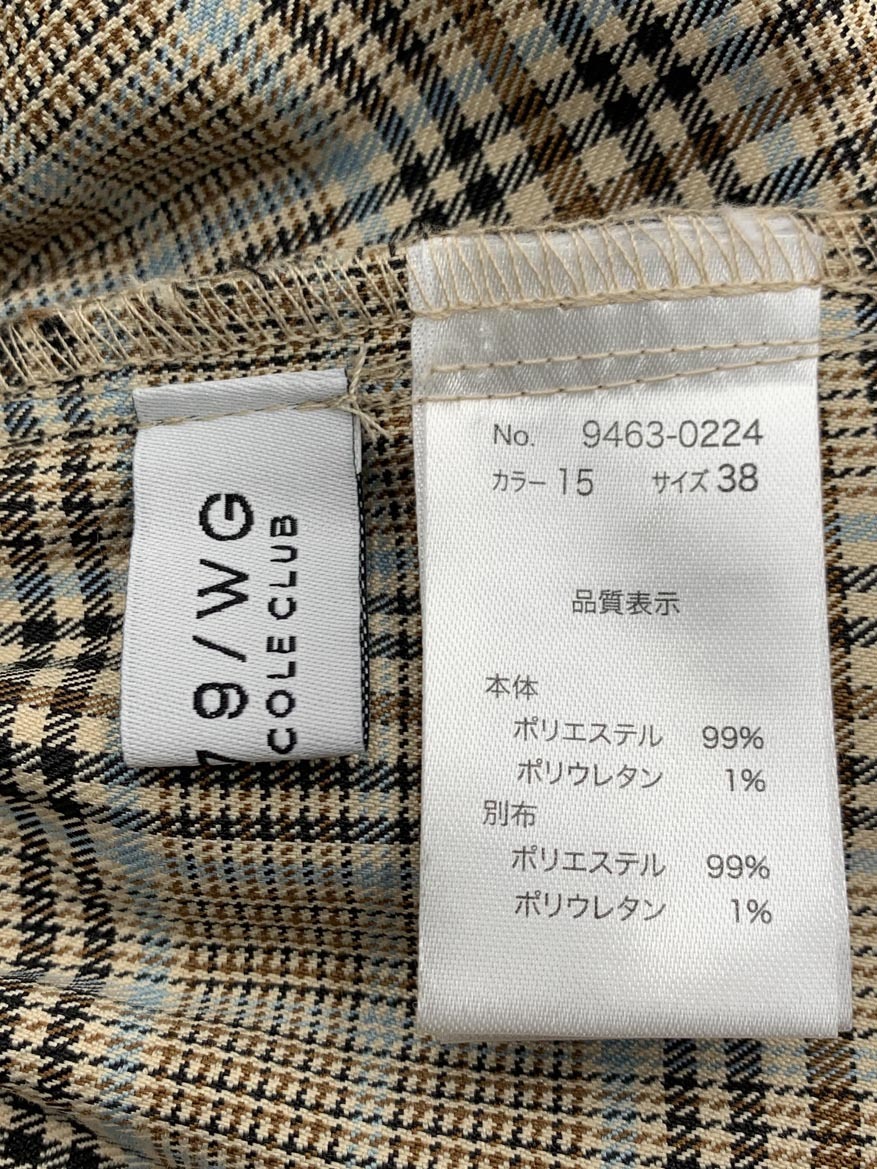 79/WG
COLE CLUB
No. 9463-0224
カラー 15 サイズ 38
品質表示
本体
ポリエステル 99%
ポリウレタン 1%
別布
ポリエステル 99%
ポリウレタン 1%